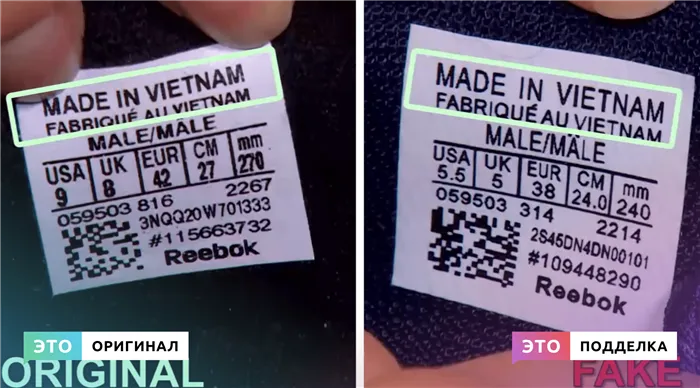 MADE IN VIETNAM
FABRIQUÉ AU VIETNAM
MALE/MÂLE
USA UK EUR CM mm
9 8 42 27 270
059503 816 2267
3NQQ20W701333
#115663732
Reebok
ЭТО ОРИГИНАЛ
ORIGINAL
MADE IN VIETNAM
FABRIQUÉ AU VIETNAM
MALE/MÂLE
USA UK EUR CM mm
5.5 5 38 24.0 240
059503 314 2214
2S45DN4DN00101
#109448290
Reebok
ЭТО ПОДДЕЛКА
FAKE